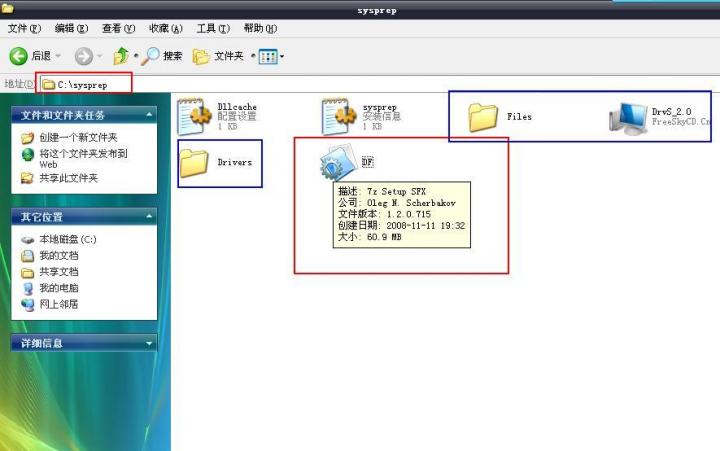 sysprep
文件(F) 编辑(E) 查看(V) 收藏(A) 工具(T) 帮助(H)
后退 搜索 文件夹
地址(D) C:\sysprep
文件和文件夹任务
创建一个新文件夹
将这个文件夹发布到
Web
共享此文件夹
其它位置
本地磁盘 (C:)
我的文档
共享文档
我的电脑
网上邻居
详细信息
Dllcache
配置设置
1 KB
sysprep
安装信息
1 KB
Files
DrvS_2.0
FreeSkyCD.Cn
Drivers
DF
描述: 7z Setup SFX
公司: Oleg N. Scherbakov
文件版本: 1.2.0.715
创建日期: 2008-11-11 19:32
大小: 60.9 MB